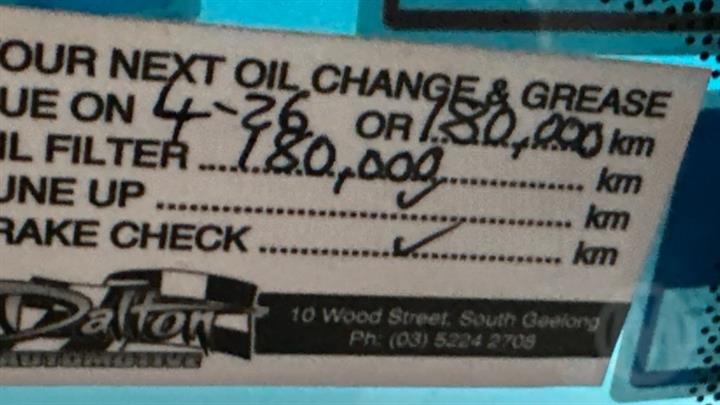 OUR NEXT OIL CHANGE & GREASE
UE ON 4-26 OR 180,000 km
IL FILTER ...180,000............... km
UNE UP .......................✓............... km
RAKE CHECK ............✓............... km
Dalton
AUTOMOTIVE
10 Wood Street, South Geelong
Ph: (03) 5224 2708